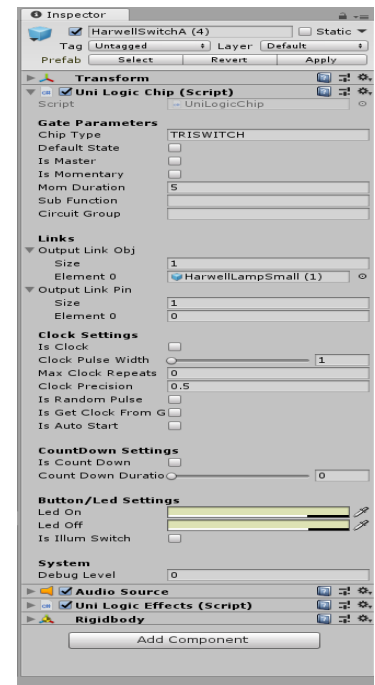 Inspector
HarwellSwitchA (4) Static
Tag Untagged Layer Default
Prefab Select Revert Apply
Transform
Uni Logic Chip (Script)
Script UniLogicChip
Gate Parameters
Chip Type TRISWITCH
Default State
Is Master
Is Momentary
Mom Duration 5
Sub Function
Circuit Group
Links
Output Link Obj
Size 1
Element 0 HarwellLampSmall (1)
Output Link Pin
Size 1
Element 0 0
Clock Settings
Is Clock
Clock Pulse Width 1
Max Clock Repeats 0
Clock Precision 0.5
Is Random Pulse
Is Get Clock From G
Is Auto Start
CountDown Settings
Is Count Down
Count Down Duratio 0
Button/Led Settings
Led On
Led Off
Is Illum Switch
System
Debug Level 0
Audio Source
Uni Logic Effects (Script)
Rigidbody
Add Component